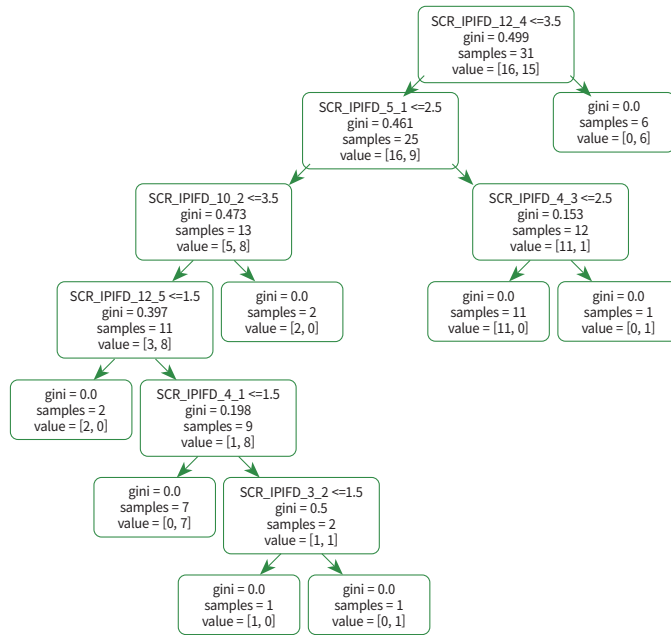 SCR_IPIFD_12_4 <=3.5
gini = 0.499
samples = 31
value = [16, 15]
SCR_IPIFD_5_1 <=2.5
gini = 0.461
samples = 25
value = [16, 9]
gini = 0.0
samples = 6
value = [0, 6]
SCR_IPIFD_10_2 <=3.5
gini = 0.473
samples = 13
value = [5, 8]
SCR_IPIFD_4_3 <=2.5
gini = 0.153
samples = 12
value = [11, 1]
SCR_IPIFD_12_5 <=1.5
gini = 0.397
samples = 11
value = [3, 8]
gini = 0.0
samples = 2
value = [2, 0]
gini = 0.0
samples = 11
value = [11, 0]
gini = 0.0
samples = 1
value = [0, 1]
gini = 0.0
samples = 2
value = [2, 0]
SCR_IPIFD_4_1 <=1.5
gini = 0.198
samples = 9
value = [1, 8]
gini = 0.0
samples = 7
value = [0, 7]
SCR_IPIFD_3_2 <=1.5
gini = 0.5
samples = 2
value = [1, 1]
gini = 0.0
samples = 1
value = [1, 0]
gini = 0.0
samples = 1
value = [0, 1]